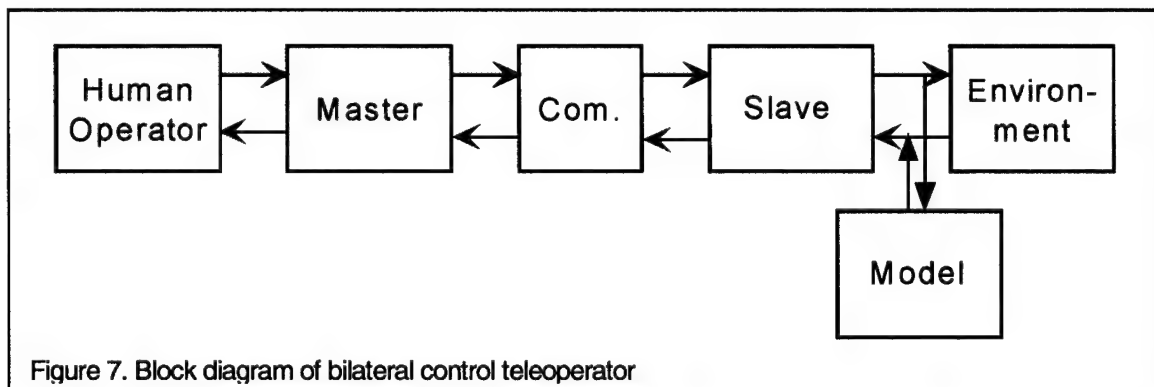 Human
Operator
Master
Com.
Slave
Environ-
ment
Model
Figure 7. Block diagram of bilateral control teleoperator